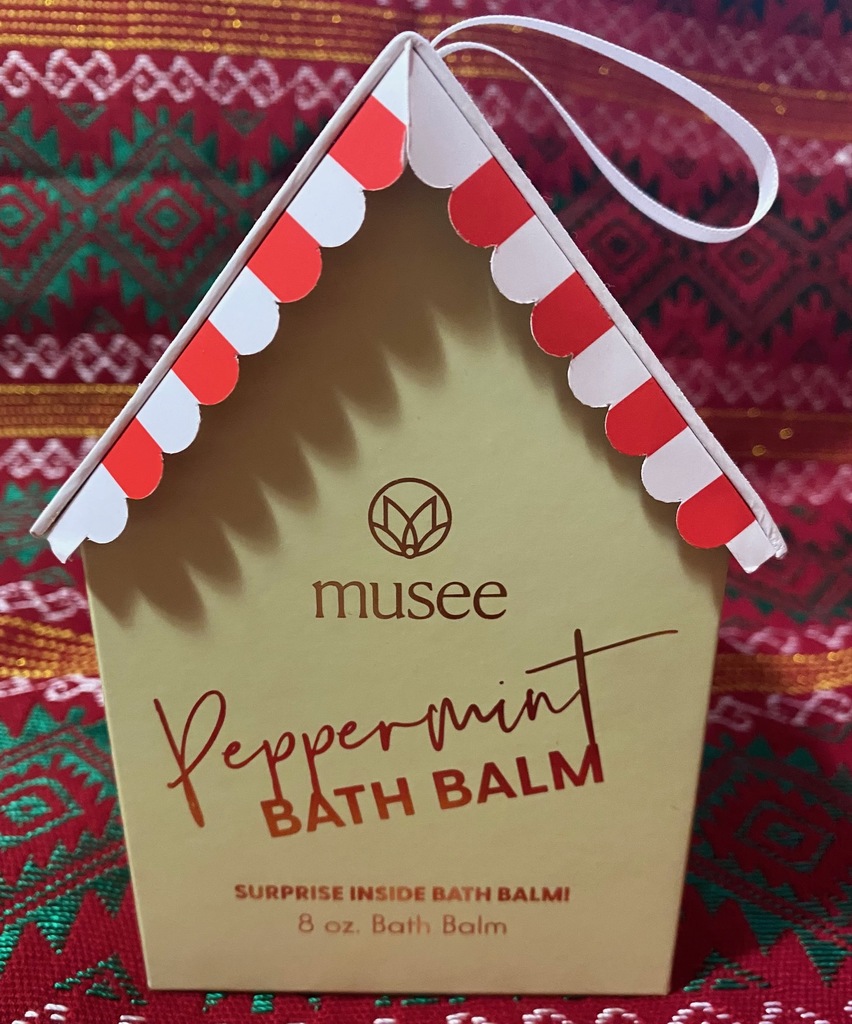 musee
Peppermint
BATH BALM
SURPRISE INSIDE BATH BALM!
8 oz. Bath Balm